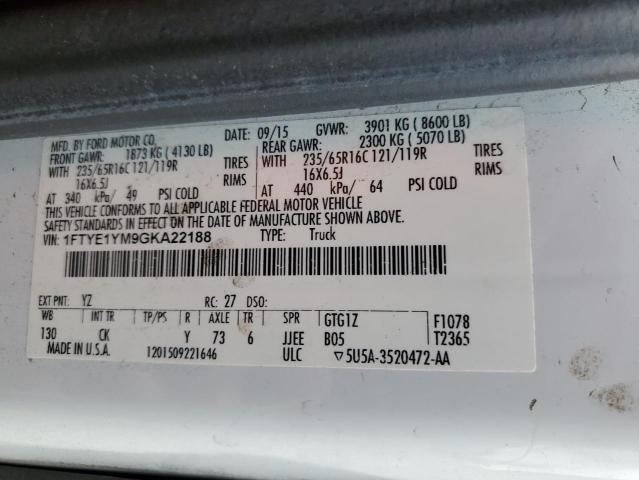 MFD. BY FORD MOTOR CO. DATE: 09/15 GVWR: 3901 KG ( 8600 LB)
FRONT GAWR: 1873 KG ( 4130 LB) REAR GAWR: 2300 KG ( 5070 LB)
WITH 235/65R16C 121/119R TIRES WITH 235/65R16C 121/119R TIRES
16X6.5J RIMS 16X6.5J RIMS
AT 340 kPa/ 49 PSI COLD AT 440 kPa/ 64 PSI COLD
THIS VEHICLE CONFORMS TO ALL APPLICABLE FEDERAL MOTOR VEHICLE
SAFETY STANDARDS IN EFFECT ON THE DATE OF MANUFACTURE SHOWN ABOVE.
VIN: 1FTYE1YM9GKA22188 TYPE: Truck
EXT PNT: YZ RC: 27 DSO:
WB INT TR TP/PS R AXLE TR SPR GTG1Z F1078
130 CK Y 73 6 JJEE B05 T2365
MADE IN U.S.A. 1201509221646 ULC ▽5U5A-3520472-AA